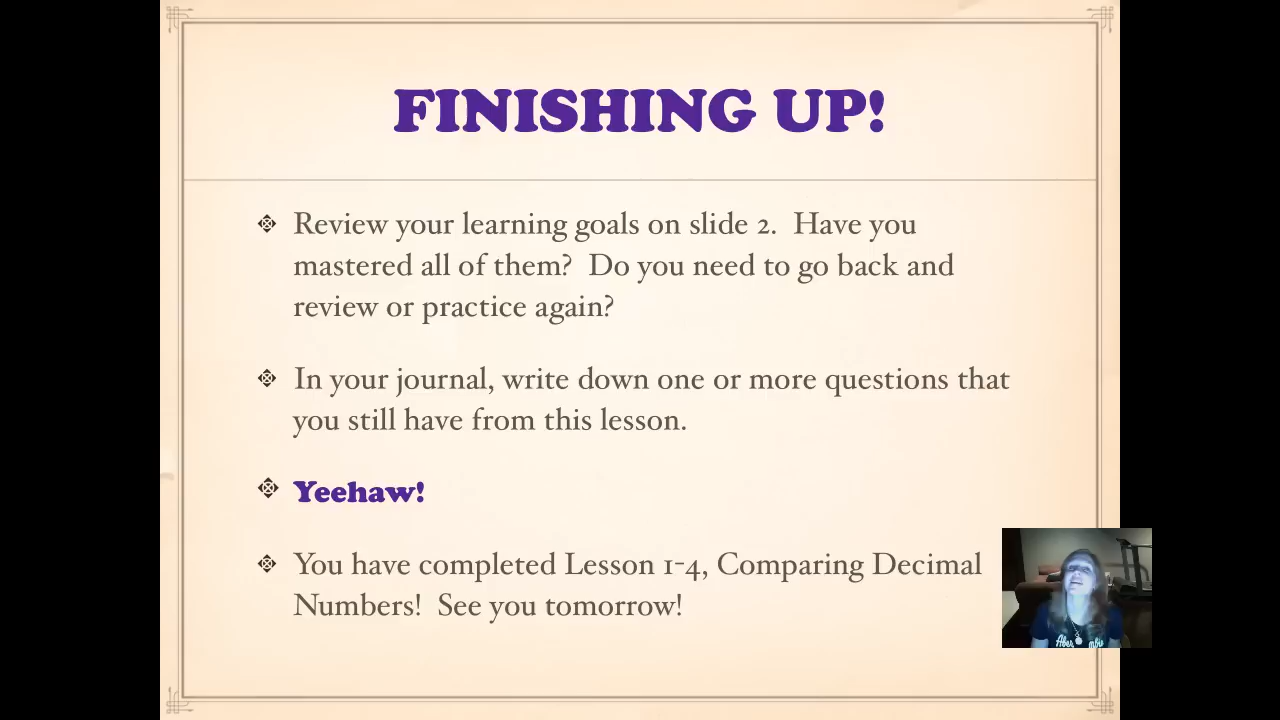 FINISHING UP!
Review your learning goals on slide 2.  Have you
mastered all of them?  Do you need to go back and
review or practice again?
In your journal, write down one or more questions that
you still have from this lesson.
Yeehaw!
You have completed Lesson 1-4, Comparing Decimal
Numbers!  See you tomorrow!